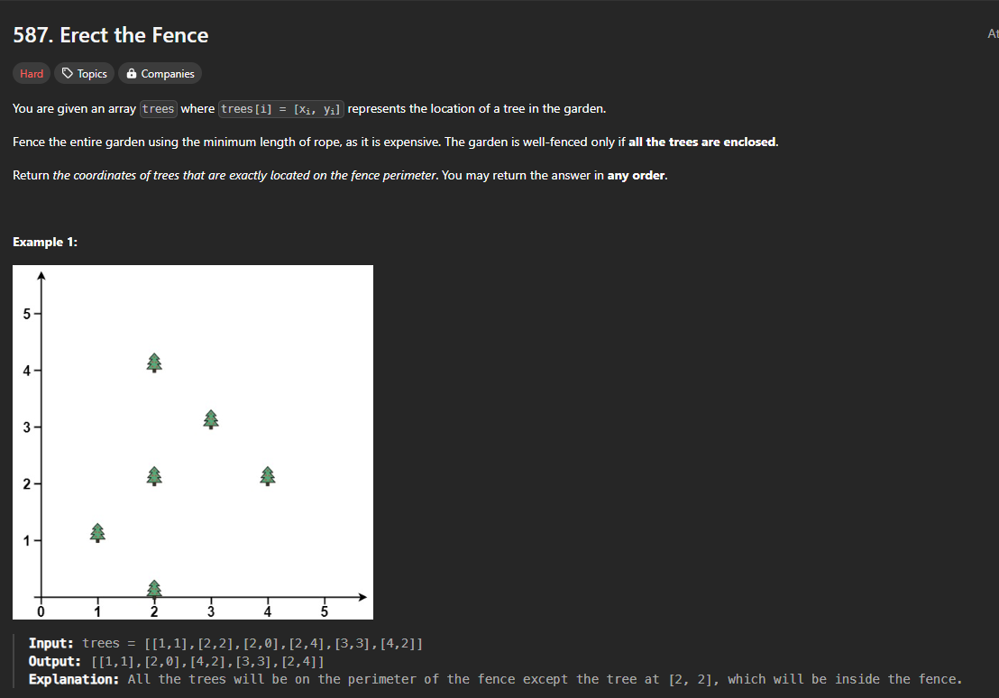 587. Erect the Fence
At
Hard Topics Companies
You are given an array trees where trees[i] = [xi, yi] represents the location of a tree in the garden.
Fence the entire garden using the minimum length of rope, as it is expensive. The garden is well-fenced only if all the trees are enclosed.
Return the coordinates of trees that are exactly located on the fence perimeter. You may return the answer in any order.
Example 1:
5
4
3
2
1
0 1 2 3 4 5
Input: trees = [[1,1],[2,2],[2,0],[2,4],[3,3],[4,2]]
Output: [[1,1],[2,0],[4,2],[3,3],[2,4]]
Explanation: All the trees will be on the perimeter of the fence except the tree at [2, 2], which will be inside the fence.